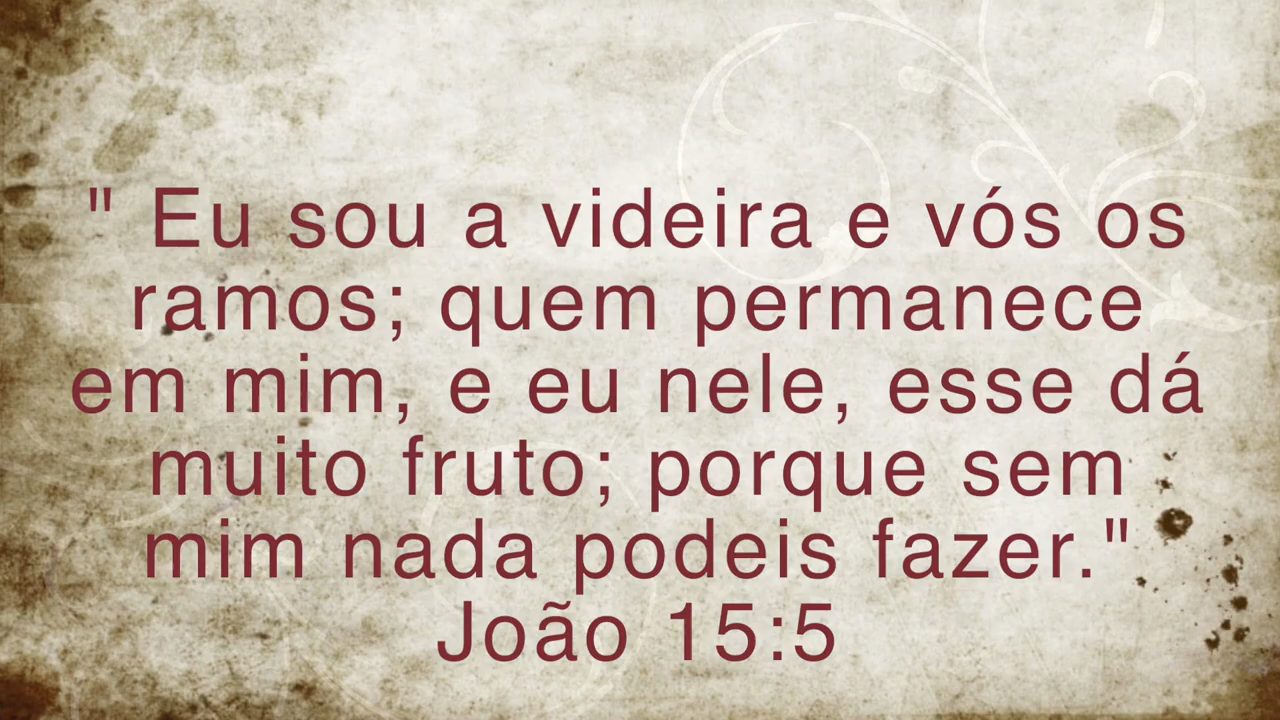 " Eu sou a videira e vós os
ramos; quem permanece
em mim, e eu nele, esse dá
muito fruto; porque sem
mim nada podeis fazer."
João 15:5